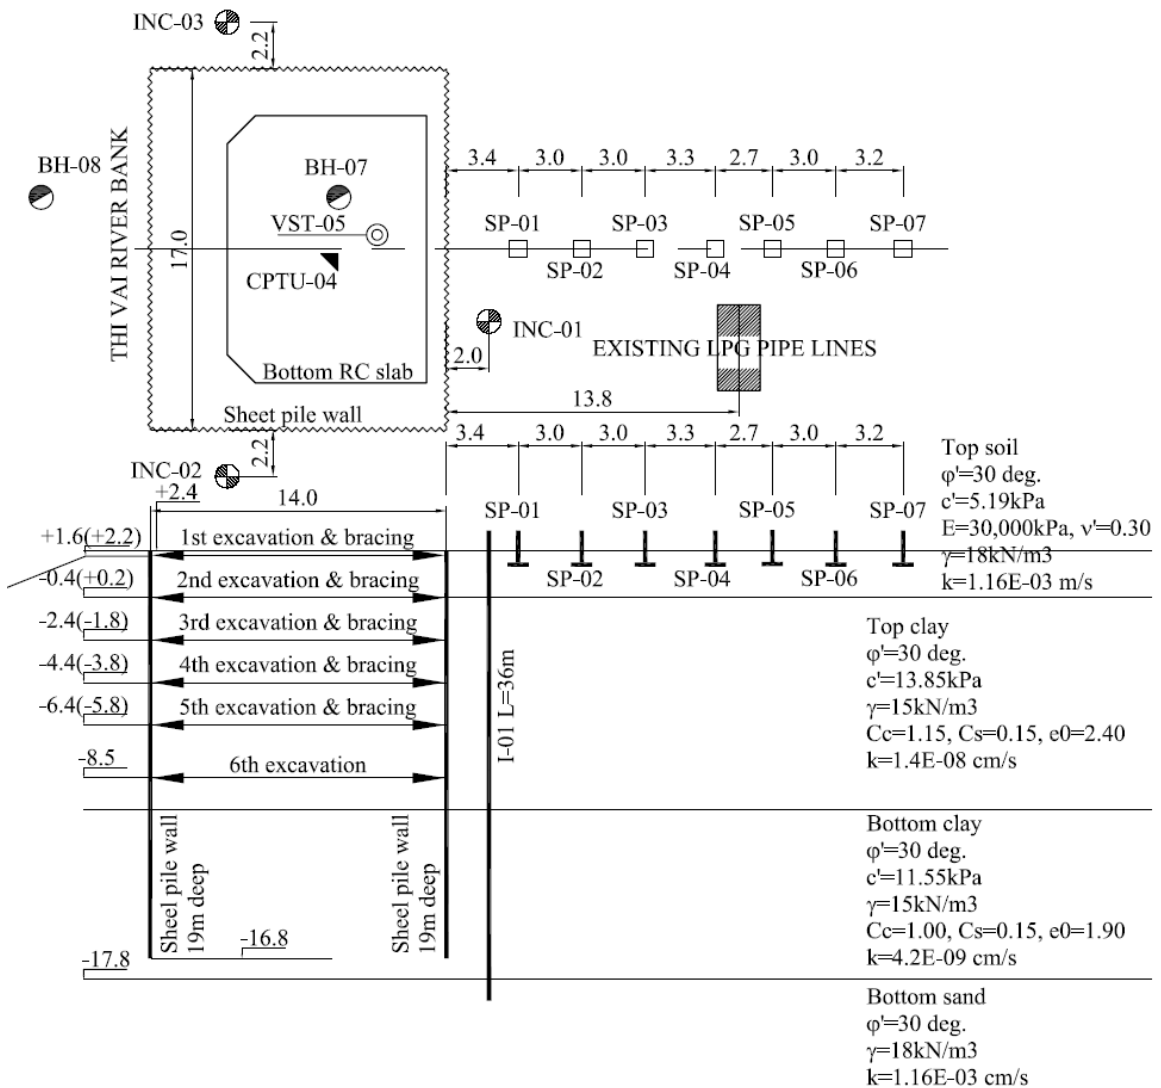 INC-03
2.2
THI VAI RIVER BANK
17.0
BH-08
BH-07
VST-05
CPTU-04
Bottom RC slab
Sheet pile wall
3.4
3.0
3.0
3.3
2.7
3.0
3.2
SP-01
SP-03
SP-05
SP-07
SP-02
SP-04
SP-06
INC-01
2.0
EXISTING LPG PIPE LINES
13.8
2.2
INC-02
3.4
3.0
3.0
3.3
2.7
3.0
3.2
+2.4
14.0
SP-01
SP-03
SP-05
SP-07
SP-02
SP-04
SP-06
+1.6(+2.2)
1st excavation & bracing
-0.4(+0.2)
2nd excavation & bracing
-2.4(-1.8)
3rd excavation & bracing
-4.4(-3.8)
4th excavation & bracing
-6.4(-5.8)
5th excavation & bracing
-8.5
6th excavation
I-01 L=36m
Sheel pile wall
19m deep
Sheel pile wall
19m deep
-16.8
-17.8
Top soil
φ'=30 deg.
c'=5.19kPa
E=30,000kPa, ν'=0.30
γ=18kN/m3
k=1.16E-03 m/s
Top clay
φ'=30 deg.
c'=13.85kPa
γ=15kN/m3
Cc=1.15, Cs=0.15, e0=2.40
k=1.4E-08 cm/s
Bottom clay
φ'=30 deg.
c'=11.55kPa
γ=15kN/m3
Cc=1.00, Cs=0.15, e0=1.90
k=4.2E-09 cm/s
Bottom sand
φ'=30 deg.
γ=18kN/m3
k=1.16E-03 cm/s